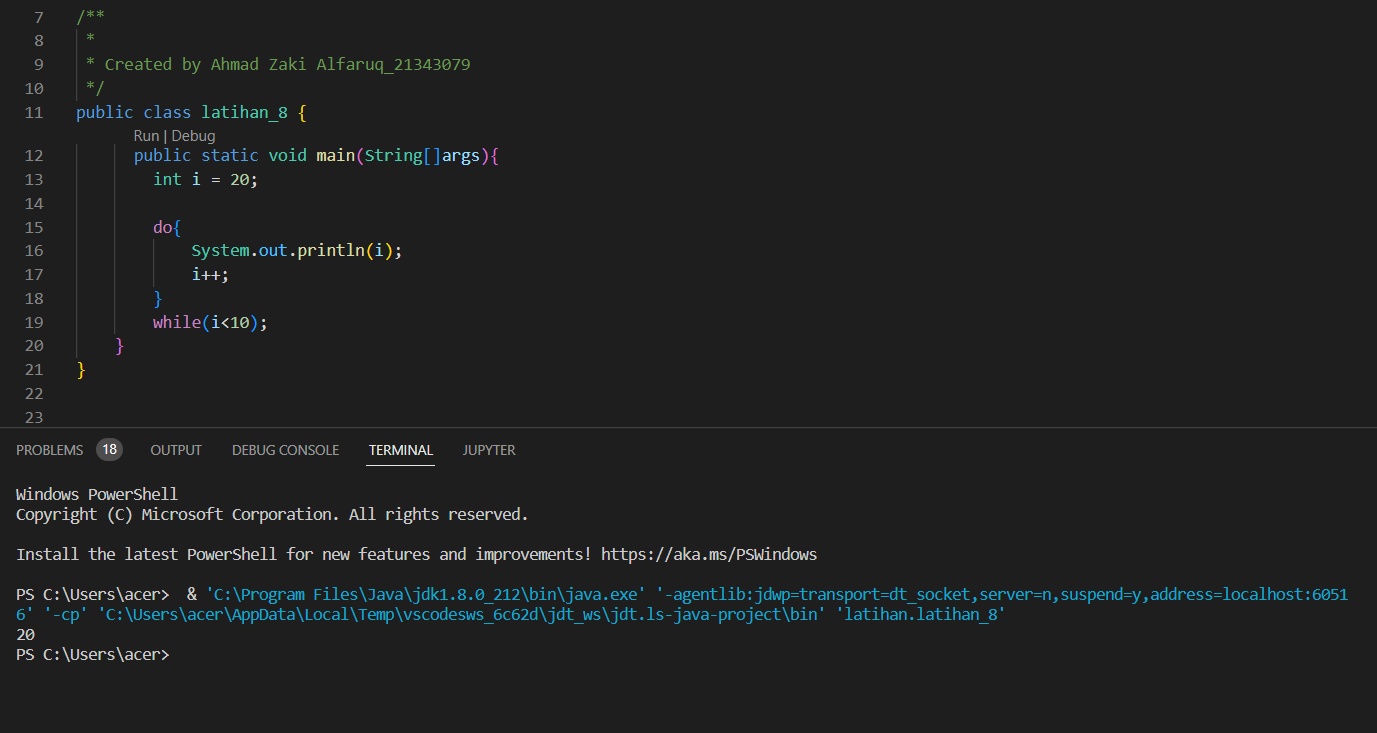 7 /**
8 *
9 * Created by Ahmad Zaki Alfaruq_21343079
10 */
11 public class latihan_8 {
Run | Debug
12 public static void main(String[]args){
13 int i = 20;
14
15 do{
16 System.out.println(i);
17 i++;
18 }
19 while(i<10);
20 }
21 }
22
23
PROBLEMS 18 OUTPUT DEBUG CONSOLE TERMINAL JUPYTER
Windows PowerShell
Copyright (C) Microsoft Corporation. All rights reserved.
Install the latest PowerShell for new features and improvements! https://aka.ms/PSWindows
PS C:\Users\acer>  & 'C:\Program Files\Java\jdk1.8.0_212\bin\java.exe' '-agentlib:jdwp=transport=dt_socket,server=n,suspend=y,address=localhost:6051
6' '-cp' 'C:\Users\acer\AppData\Local\Temp\vscodesws_6c62d\jdt_ws\jdt.ls-java-project\bin' 'latihan.latihan_8'
20
PS C:\Users\acer>